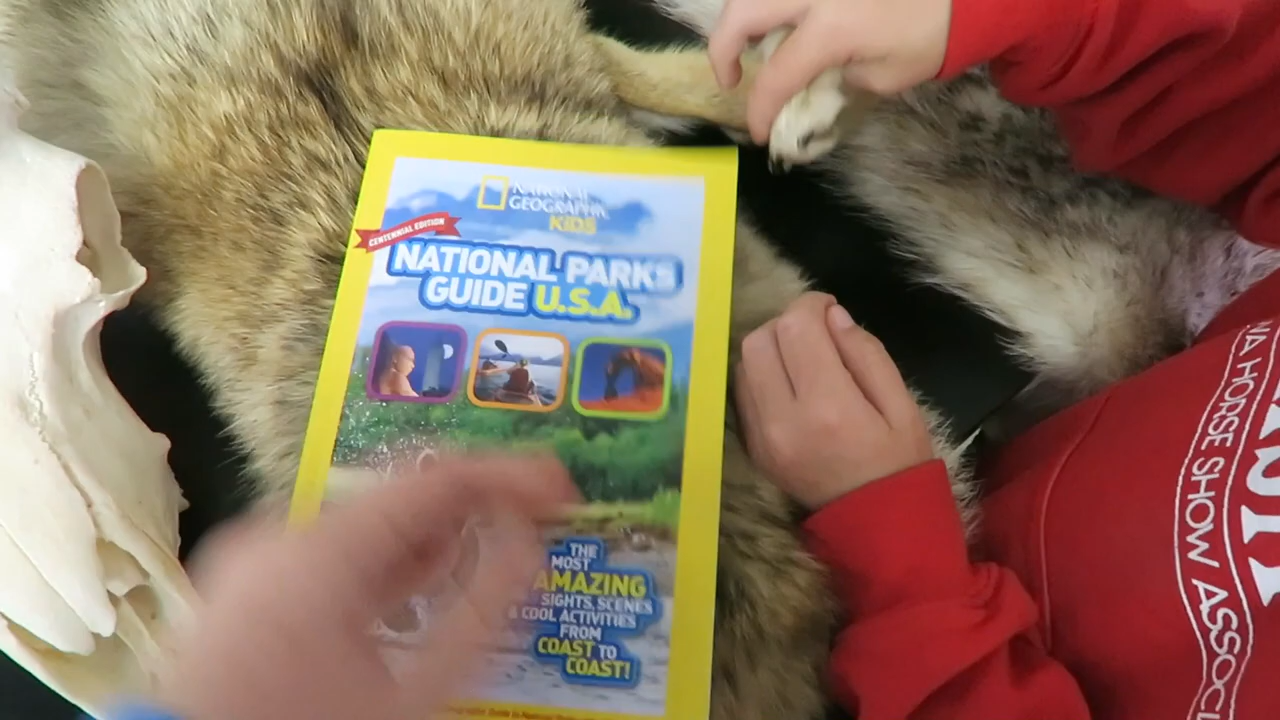 NATIONAL
GEOGRAPHIC
KiDS
CENTENNIAL EDITION
NATIONAL PARKS
GUIDE U.S.A.
THE
MOST
AMAZING
SIGHTS, SCENES
& COOL ACTIVITIES
FROM
COAST TO
COAST!
HORSE SHOW ASSOCI